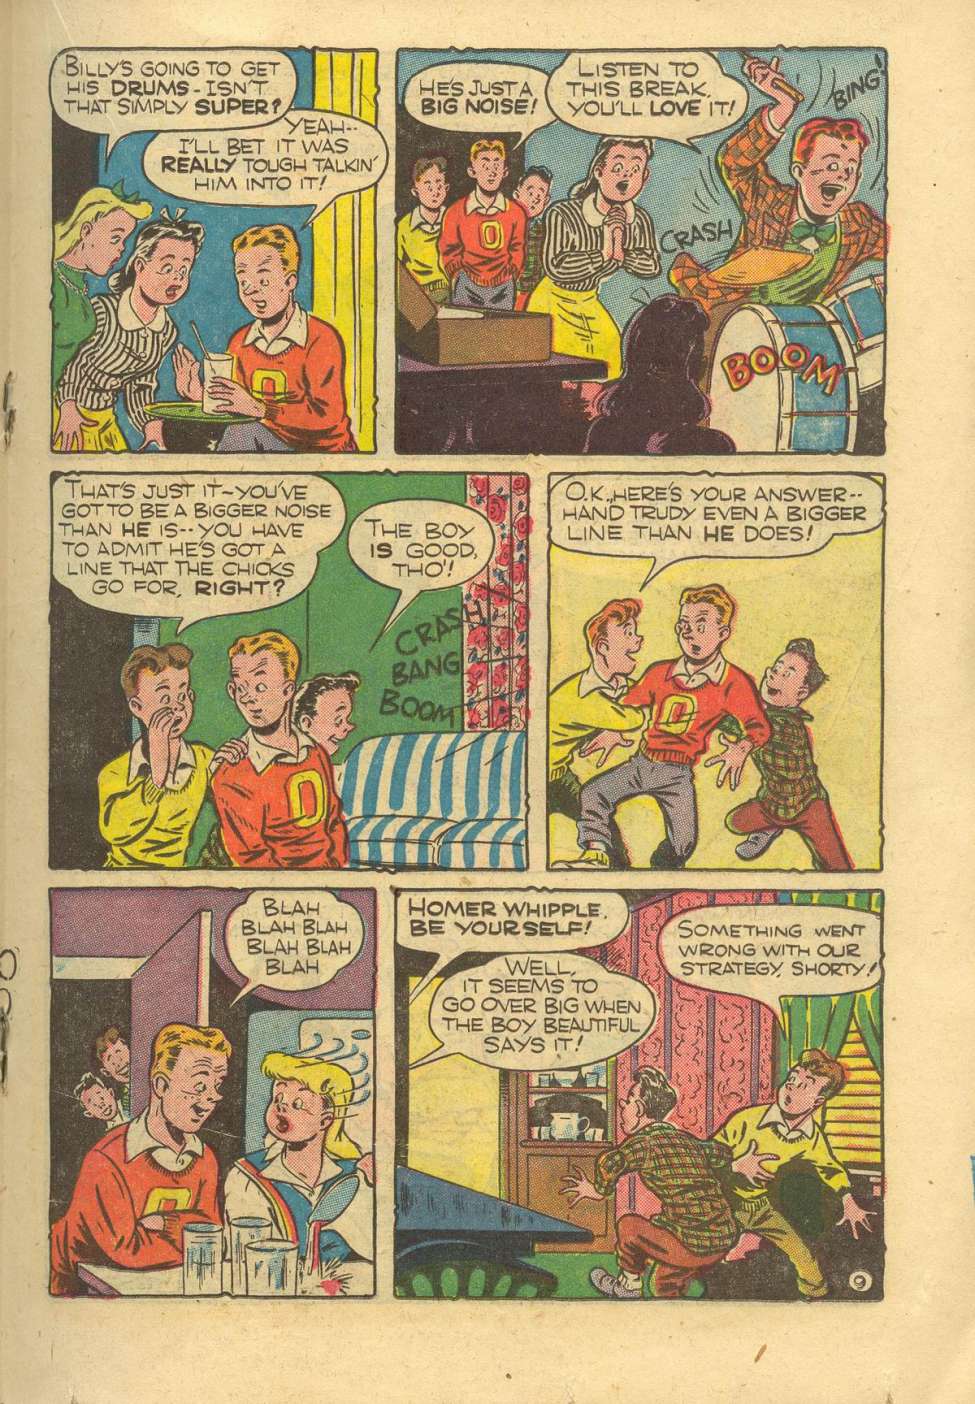 BILLY'S GOING TO GET
HIS DRUMS - ISN'T
THAT SIMPLY SUPER?
YEAH--
I'LL BET IT WAS
REALLY TOUGH TALKIN'
HIM INTO IT!
O
HE'S JUST A
BIG NOISE!
LISTEN TO
THIS BREAK.
YOU'LL LOVE IT!
BING!
CRASH
O
BOOM
THAT'S JUST IT~YOU'VE
GOT TO BE A BIGGER NOISE
THAN HE IS--YOU HAVE
TO ADMIT HE'S GOT A
LINE THAT THE CHICKS
GO FOR, RIGHT?
THE BOY
IS GOOD,
THO'!
CRASH
BANG
BOOM
O
O.K., HERE'S YOUR ANSWER--
HAND TRUDY EVEN A BIGGER
LINE THAN HE DOES!
O
BLAH
BLAH BLAH
BLAH BLAH
BLAH
O
HOMER WHIPPLE,
BE YOURSELF!
WELL,
IT SEEMS TO
GO OVER BIG WHEN
THE BOY BEAUTIFUL
SAYS IT!
SOMETHING WENT
WRONG WITH OUR
STRATEGY, SHORTY!
9